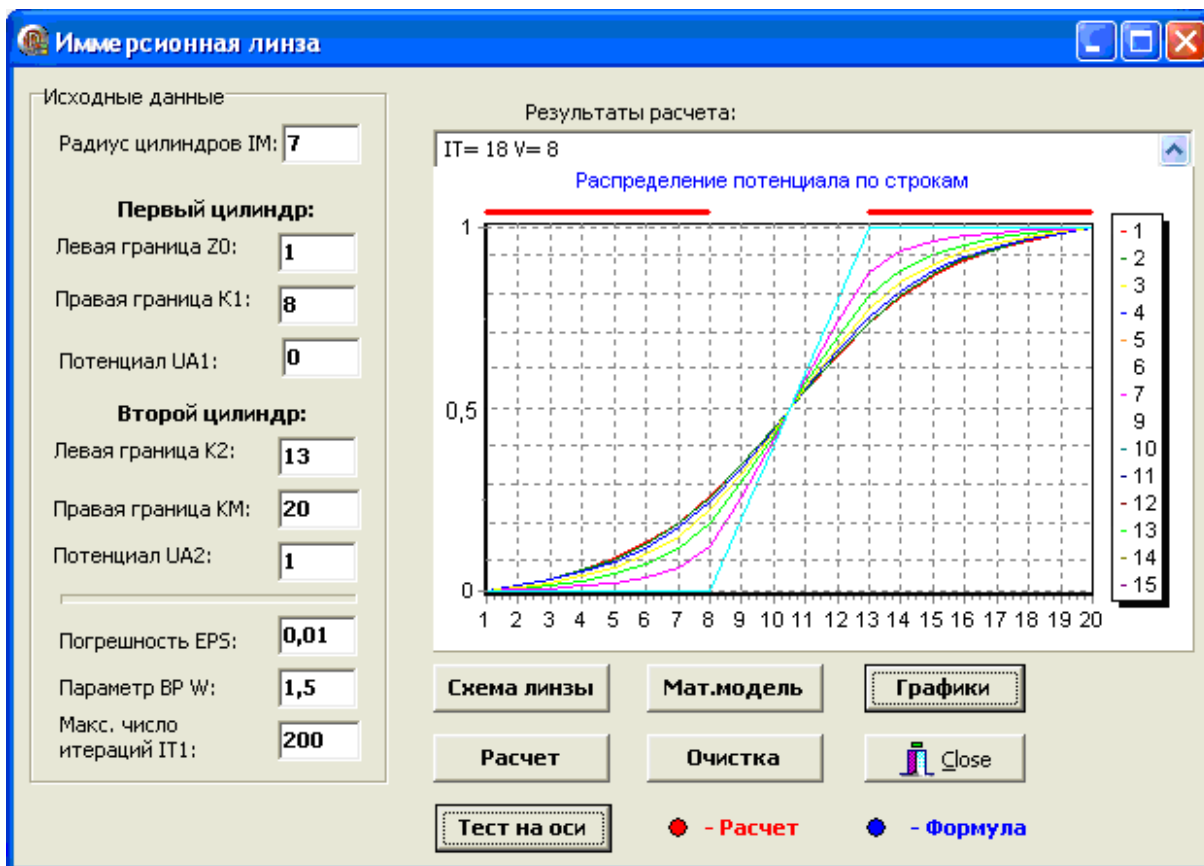 Иммерсионная линза
Исходные данные
Радиус цилиндров IM: 7
Первый цилиндр:
Левая граница Z0: 1
Правая граница K1: 8
Потенциал UA1: 0
Второй цилиндр:
Левая граница K2: 13
Правая граница KM: 20
Потенциал UA2: 1
Погрешность EPS: 0,01
Параметр ВР W: 1,5
Макс. число
итераций IT1: 200
Результаты расчета:
IT= 18 V= 8
Распределение потенциала по строкам
1
0,5
0
1 2 3 4 5 6 7 8 9 10 11 12 13 14 15 16 17 18 19 20
1
2
3
4
5
6
7
9
10
11
12
13
14
15
Схема линзы
Мат.модель
Графики
Расчет
Очистка
Close
Тест на оси
- Расчет
- Формула